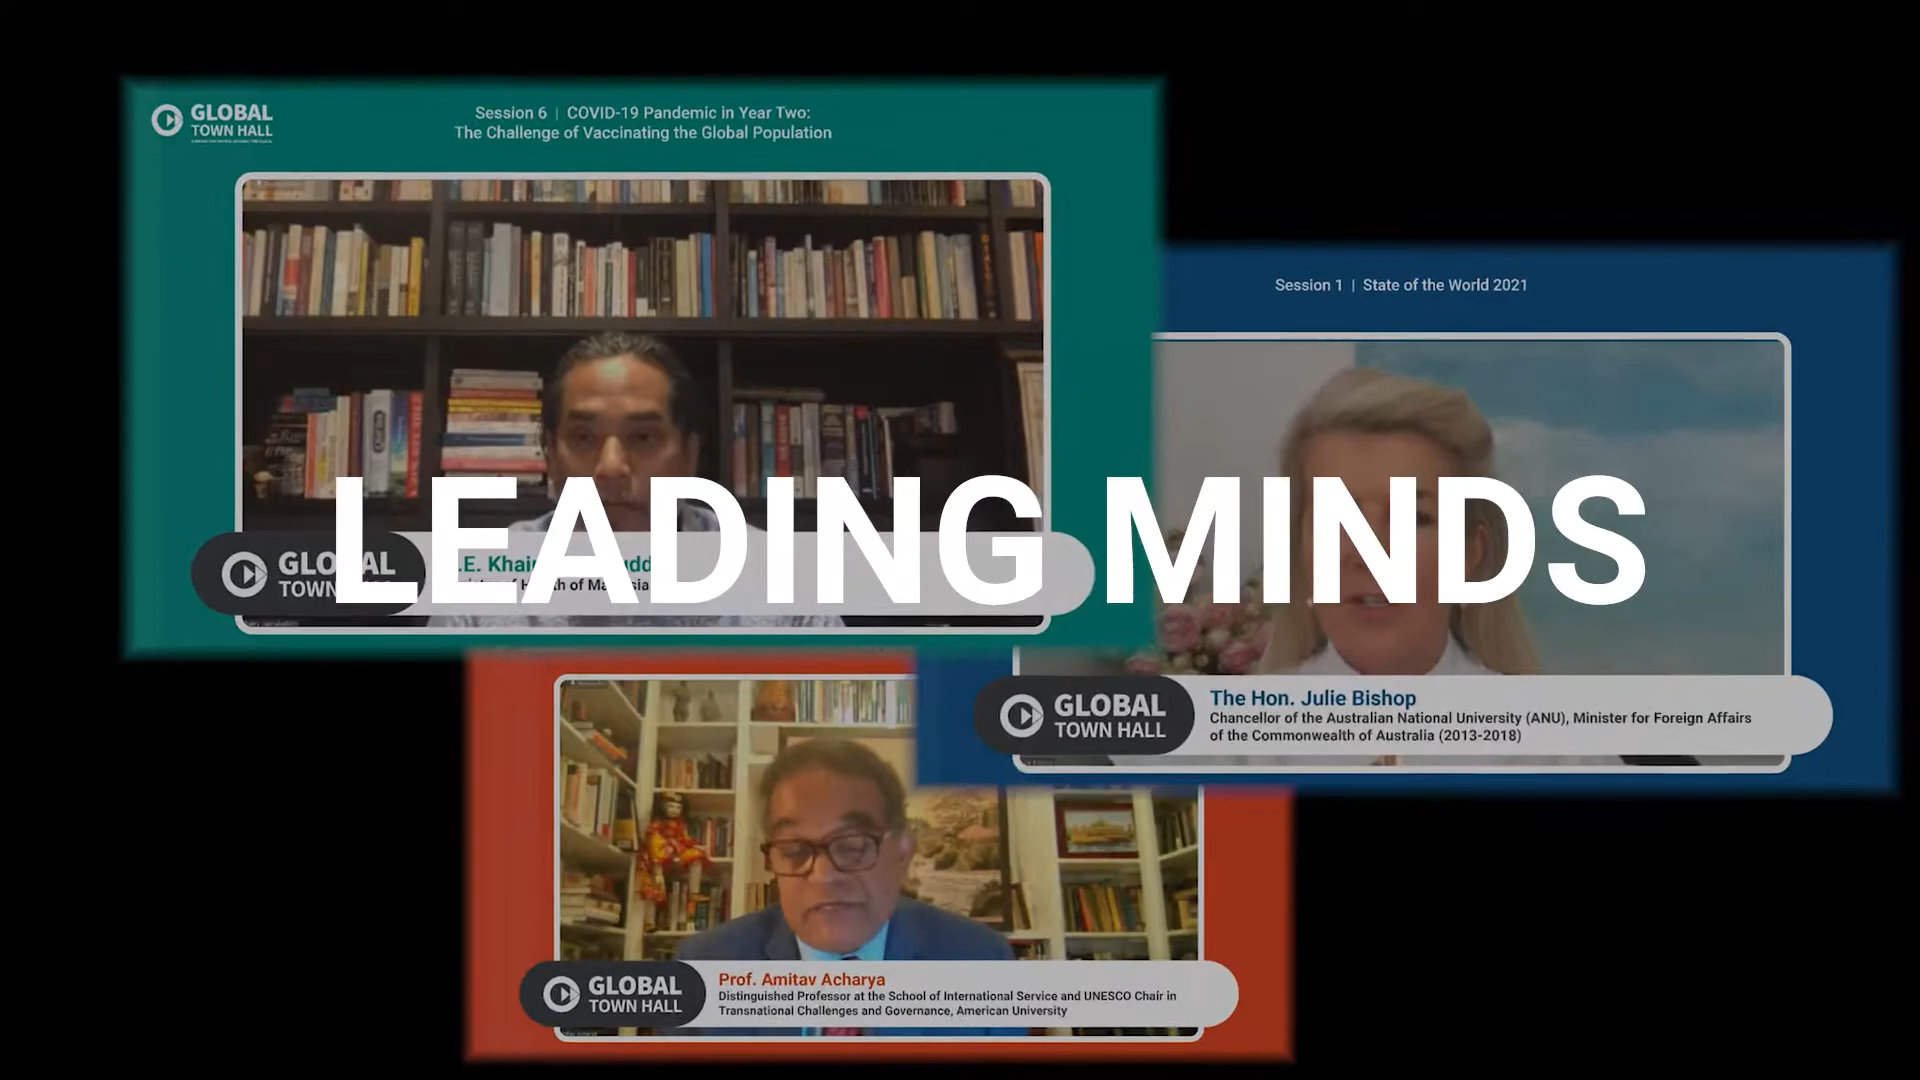 GLOBAL
TOWN HALL
Session 6 | COVID-19 Pandemic in Year Two:
The Challenge of Vaccinating the Global Population
Session 1 | State of the World 2021
LEADING MINDS
GLOBAL
TOWN
The Hon. Julie Bishop
Chancellor of the Australian National University (ANU), Minister for Foreign Affairs
of the Commonwealth of Australia (2013-2018)
GLOBAL
TOWN HALL
Prof. Amitav Acharya
Distinguished Professor at the School of International Service and UNESCO Chair in
Transnational Challenges and Governance, American University
GLOBAL
TOWN HALL